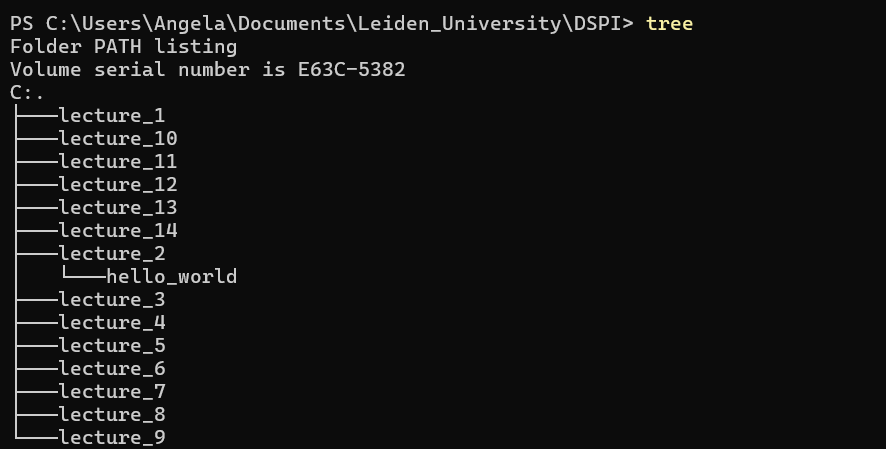 PS C:\Users\Angela\Documents\Leiden_University\DSPI> tree
Folder PATH listing
Volume serial number is E63C-5382
C:.
├───lecture_1
├───lecture_10
├───lecture_11
├───lecture_12
├───lecture_13
├───lecture_14
├───lecture_2
│   └───hello_world
├───lecture_3
├───lecture_4
├───lecture_5
├───lecture_6
├───lecture_7
├───lecture_8
└───lecture_9